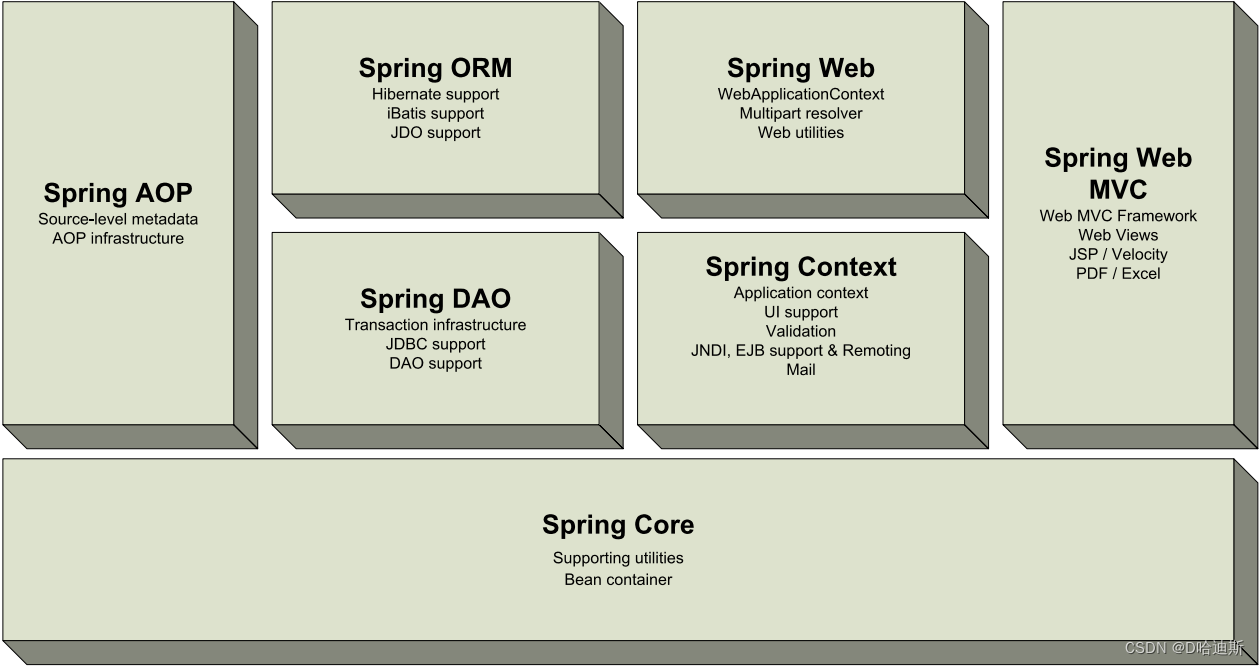 Spring AOP
Source-level metadata
AOP infrastructure
Spring ORM
Hibernate support
iBatis support
JDO support
Spring Web
WebApplicationContext
Multipart resolver
Web utilities
Spring DAO
Transaction infrastructure
JDBC support
DAO support
Spring Context
Application context
UI support
Validation
JNDI, EJB support & Remoting
Mail
Spring Web
MVC
Web MVC Framework
Web Views
JSP / Velocity
PDF / Excel
Spring Core
Supporting utilities
Bean container
CSDN @D哈迪斯